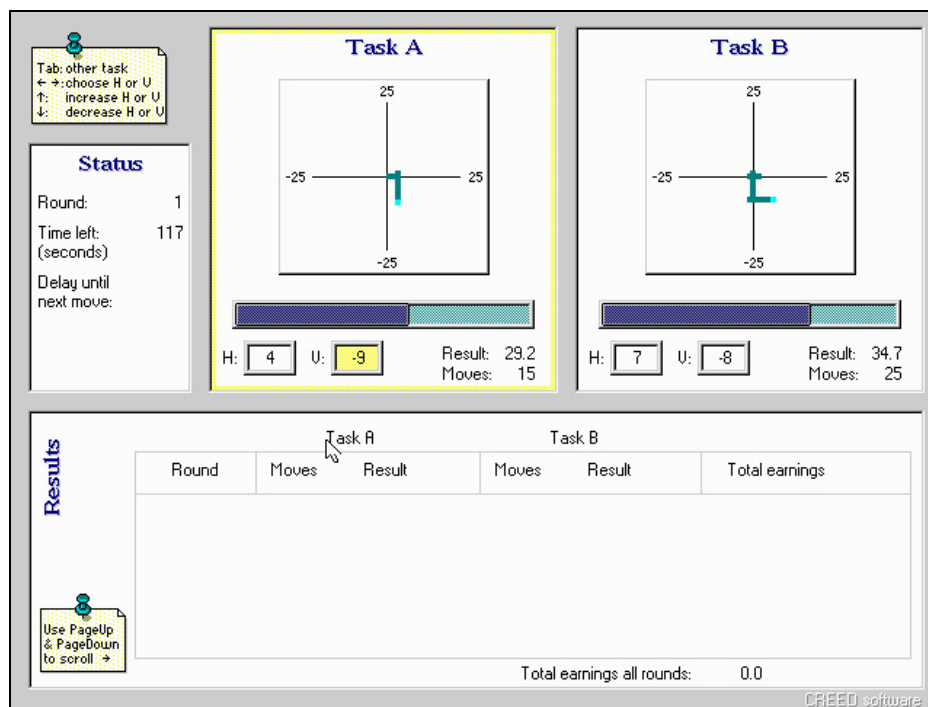 Tab: other task
← →:choose H or V
↑: increase H or V
↓: decrease H or V
Status
Round: 1
Time left: 117
(seconds)
Delay until
next move:
Task A
25
-25 25
-25
H: 4 V: -9
Result: 29.2
Moves: 15
Task B
25
-25 25
-25
H: 7 V: -8
Result: 34.7
Moves: 25
Results
Task A Task B
Round Moves Result Moves Result Total earnings
Use PageUp
& PageDown
to scroll →
Total earnings all rounds: 0.0
CREED software